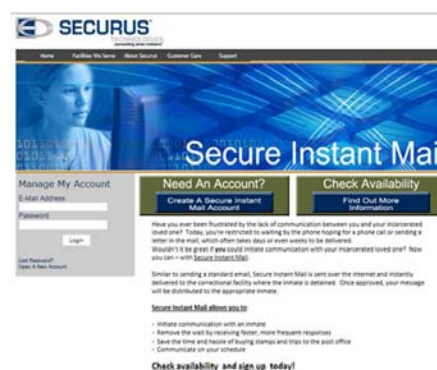 SECURUS
TECHNOLOGIES
connecting what matters
Home Facilities We Serve About Securus Customer Care Support
Secure Instant Mai
Manage My Account
E-Mail Address
Password
Login
Lost Password?
Open A New Account
Need An Account?
Create A Secure Instant
Mail Account
Check Availability
Find Out More
Information
Have you ever been frustrated by the lack of communication between you and your incarcerated
loved one? Today, you're restricted to waiting by the phone hoping for a phone call or sending a
letter in the mail, which often takes days or even weeks to be delivered.
Wouldn't it be great if you could initiate communication with your incarcerated loved one? Now
you can – with Secure Instant Mail.
Similar to sending a standard email, Secure Instant Mail is sent over the internet and instantly
delivered to the correctional facility where the inmate is detained. Once approved, your message
will be distributed to the appropriate inmate.
Secure Instant Mail allows you to:
- Initiate communication with an inmate
- Remove the wait by receiving faster, more frequent responses
- Save the time and hassle of buying stamps and trips to the post office
- Communicate on your schedule
Check availability and sign up today!